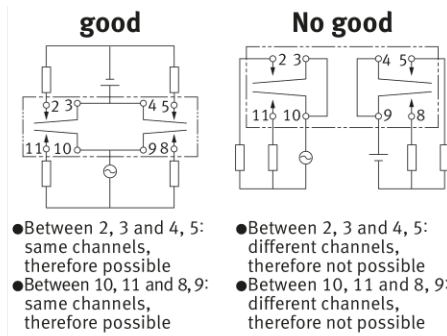 good
No good
2 3 4 5
11 10 9 8
2 3 4 5
11 10 9 8
●Between 2, 3 and 4, 5:
same channels,
therefore possible
●Between 10, 11 and 8,9:
same channels,
therefore possible
●Between 2, 3 and 4, 5:
different channels,
therefore not possible
●Between 10, 11 and 8, 9:
different channels,
therefore not possible